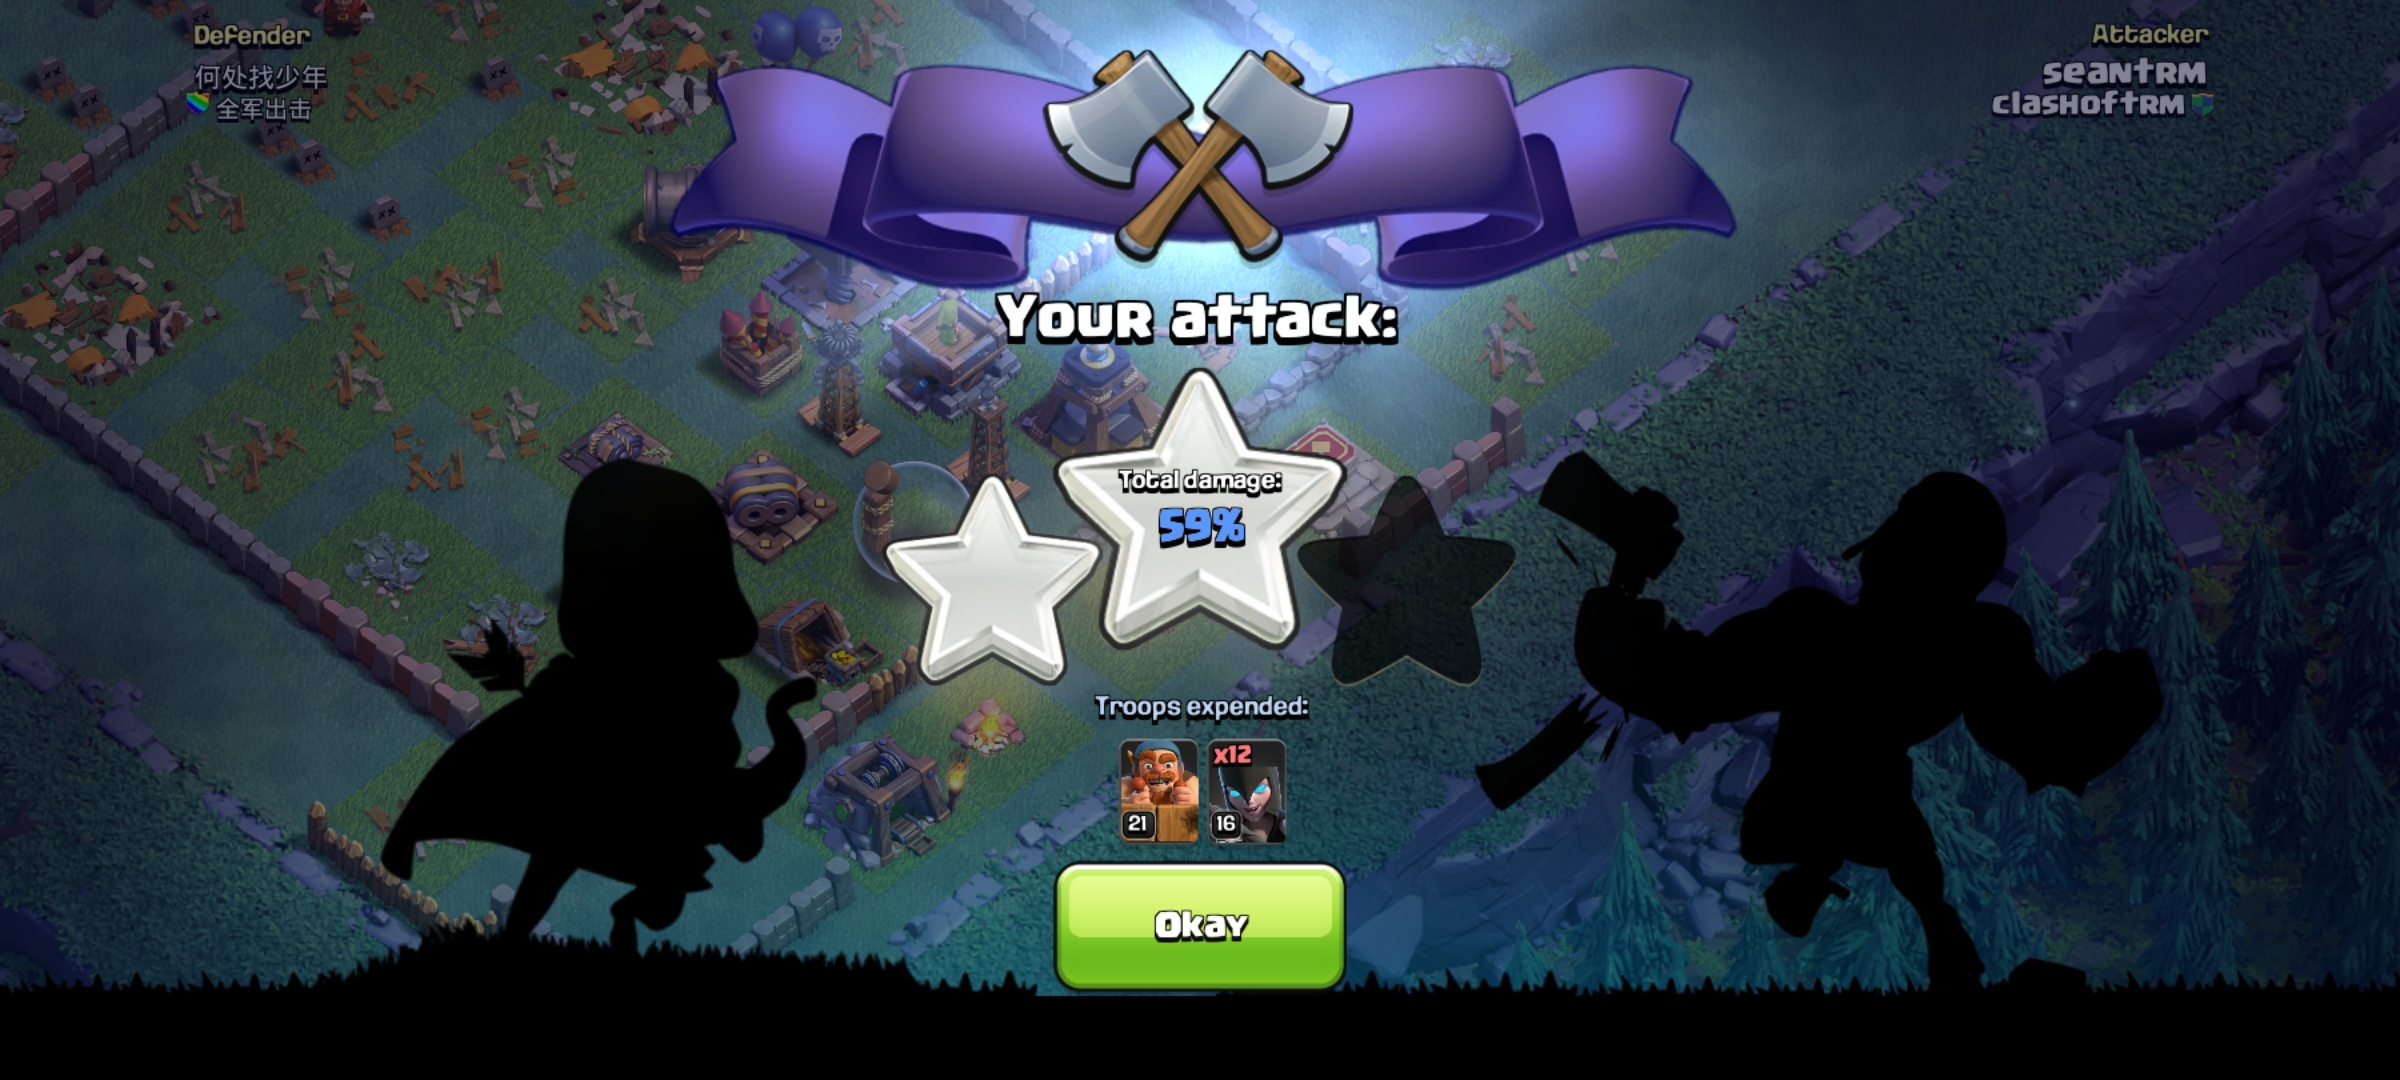 Defender
何处找少年
全军出击
Attacker
seantrm
clashoftrm
Your attack:
Total damage:
59%
Troops expended:
x12
21
16
Okay